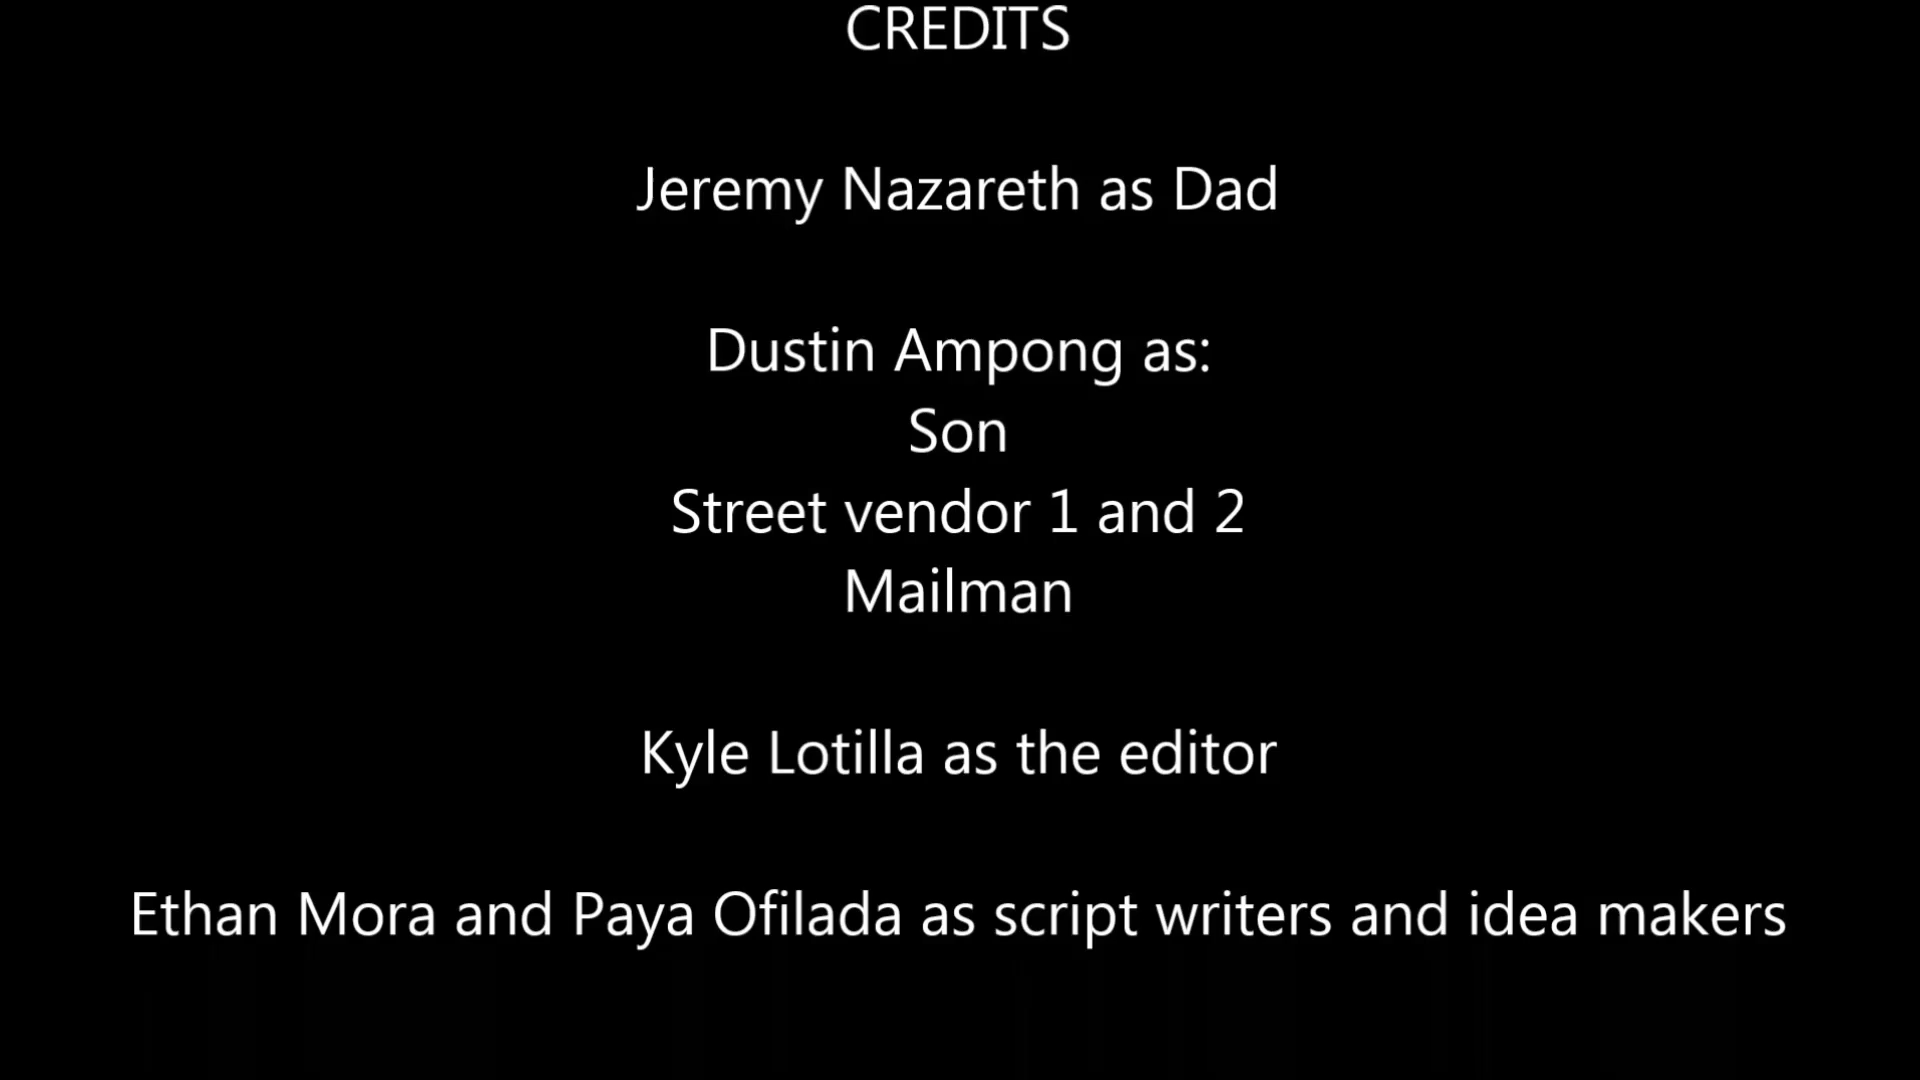 CREDITS
Jeremy Nazareth as Dad
Dustin Ampong as:
Son
Street vendor 1 and 2
Mailman
Kyle Lotilla as the editor
Ethan Mora and Paya Ofilada as script writers and idea makers